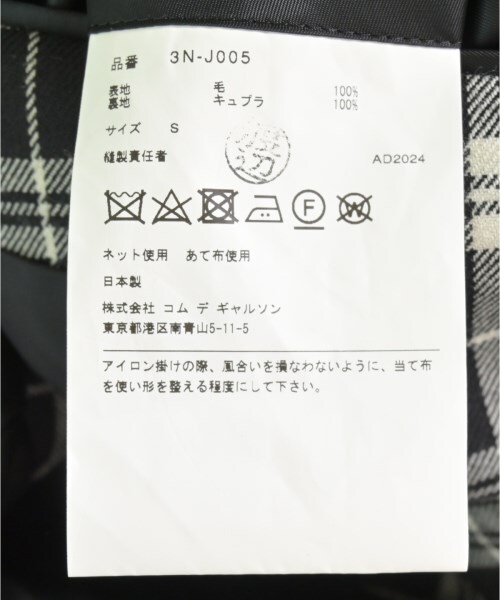 品番 3N-J005
表地 毛 100%
裏地 キュプラ 100%
サイズ S
縫製責任者
渡辺
AD2024
F
W
ネット使用 あて布使用
日本製
株式会社 コム デ ギャルソン
東京都港区南青山5-11-5
アイロン掛けの際、風合いを損なわないように、当て布
を使い形を整える程度にして下さい。